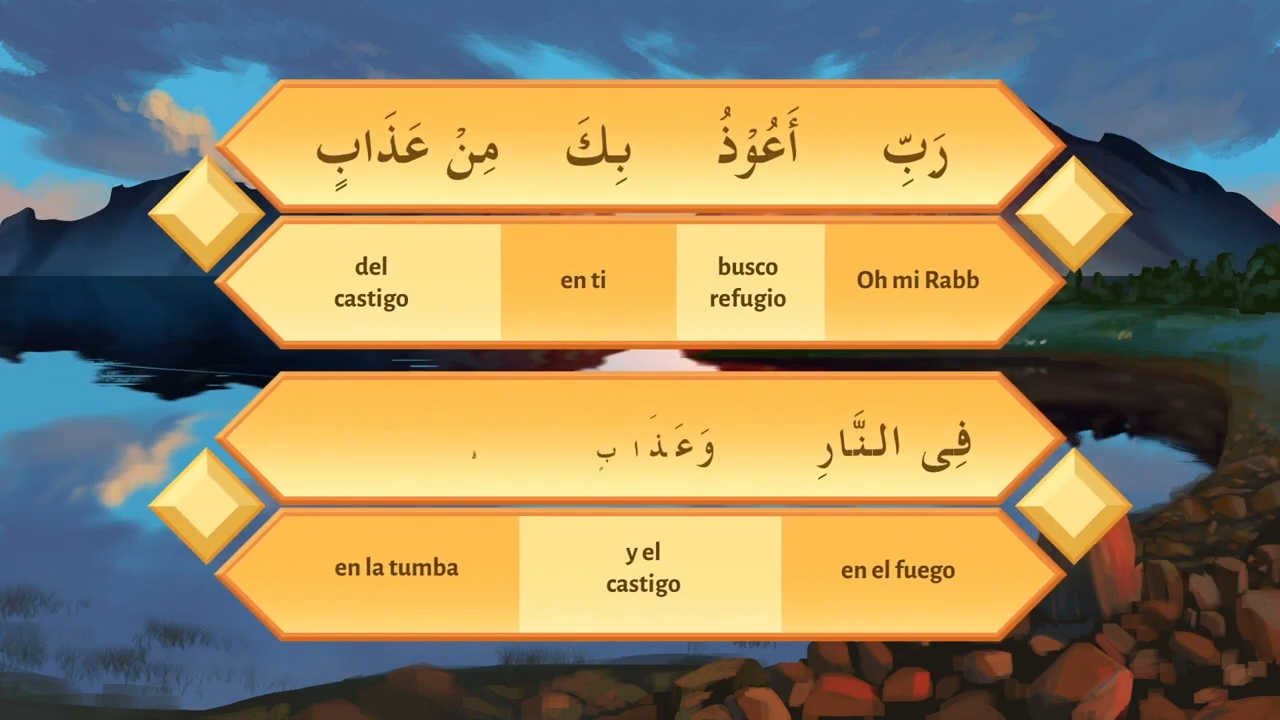 رَبِّ أَعُوْذُ بِكَ مِنْ عَذَابٍ
Oh mi Rabb busco refugio en ti del castigo
فِى النَّارِ وَعَذَابٍ
en el fuego y el castigo en la tumba